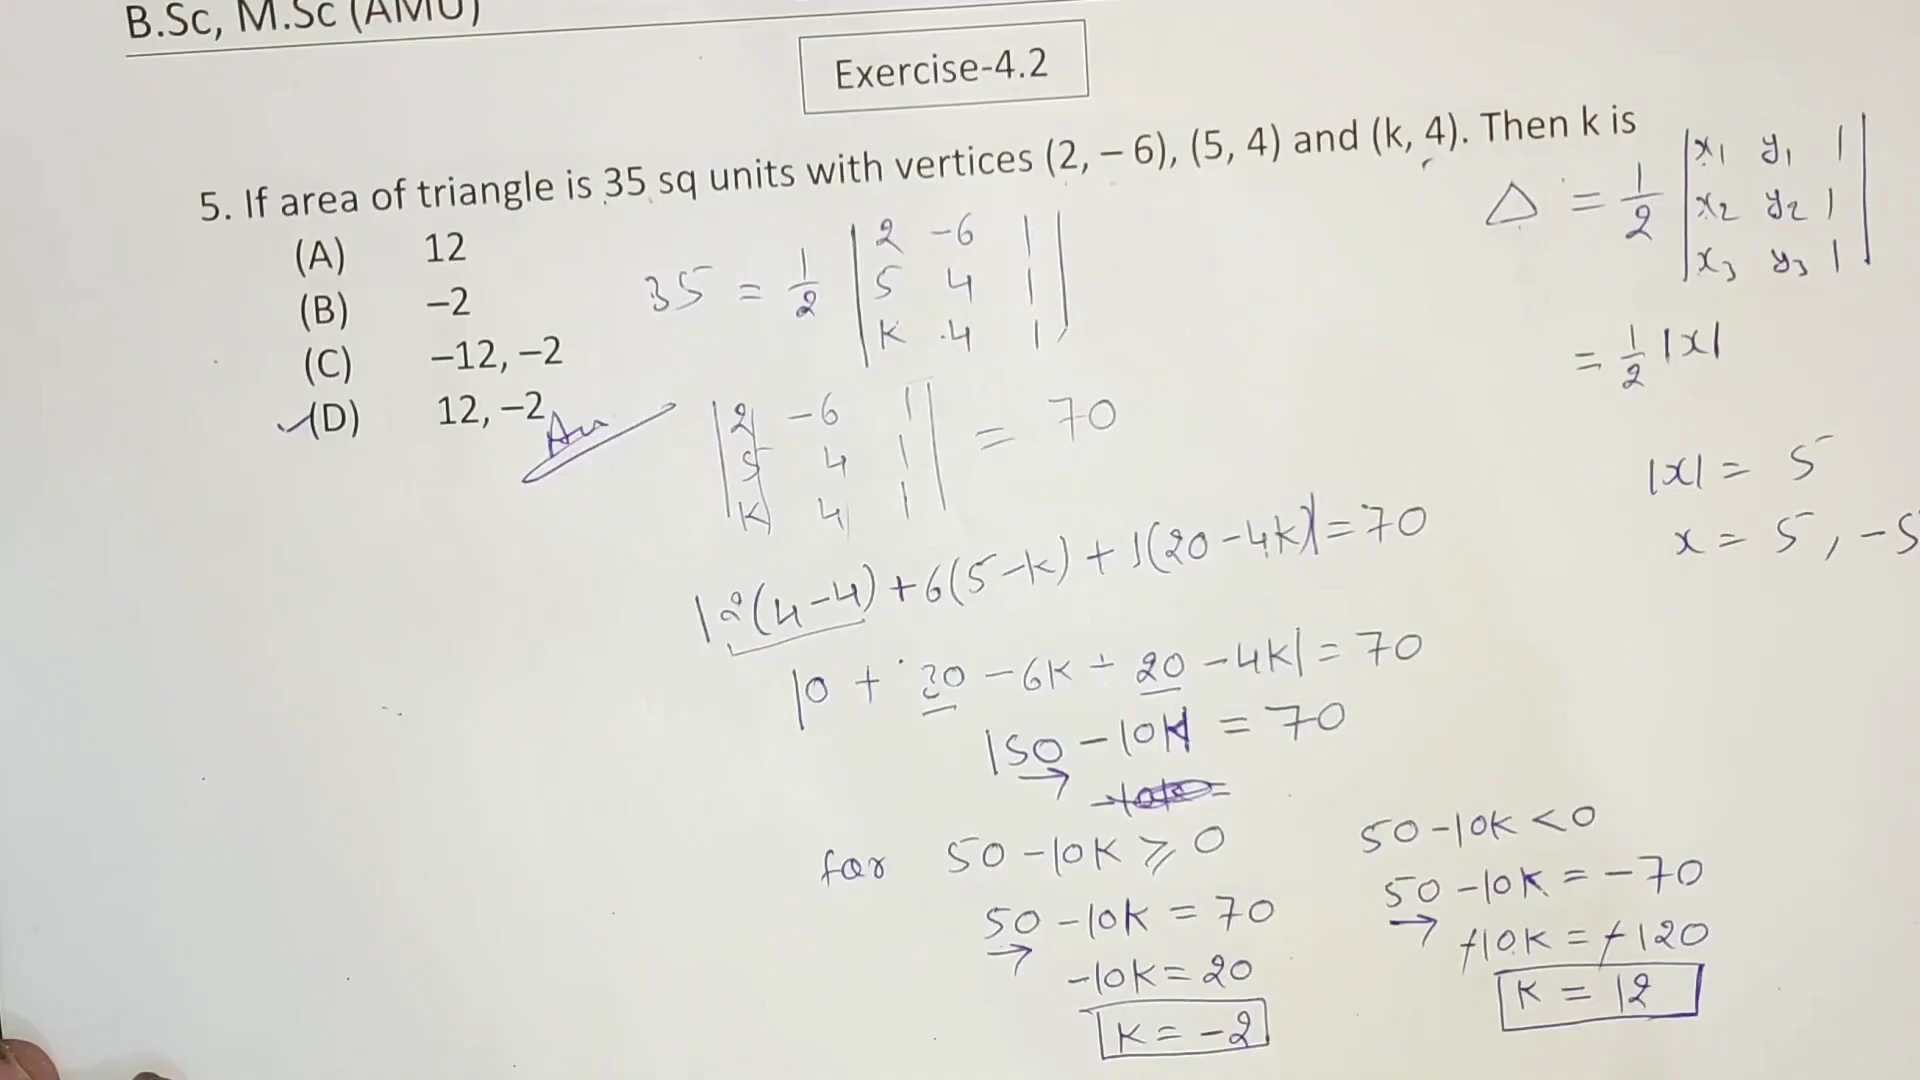 B.Sc, M.Sc (AMU)
Exercise-4.2
5. If area of triangle is 35 sq units with vertices (2, – 6), (5, 4) and (k, 4). Then k is
(A) 12
(B) –2
(C) –12, –2
(D) 12, –2
35 = 1/2 | 2 -6 1 |
| 5 4 1 |
| K 4 1 |
| 2 -6 1 |
| 5 4 1 | = 70
| K 4 1 |
|2(4-4)+6(5-k)+1(20-4k)|=70
|0 + 30 -6K + 20 -4K| = 70
|50 -10K| = 70
for 50 -10K ⩾ 0
50 -10K = 70
-10K = 20
K = -2
50 -10K < 0
50 -10K = -70
-10K = -120
K = 12
△ = 1/2 | x1 y1 1 |
| x2 y2 1 |
| x3 y3 1 |
= 1/2 |x|
|x| = 5
x = 5, -5